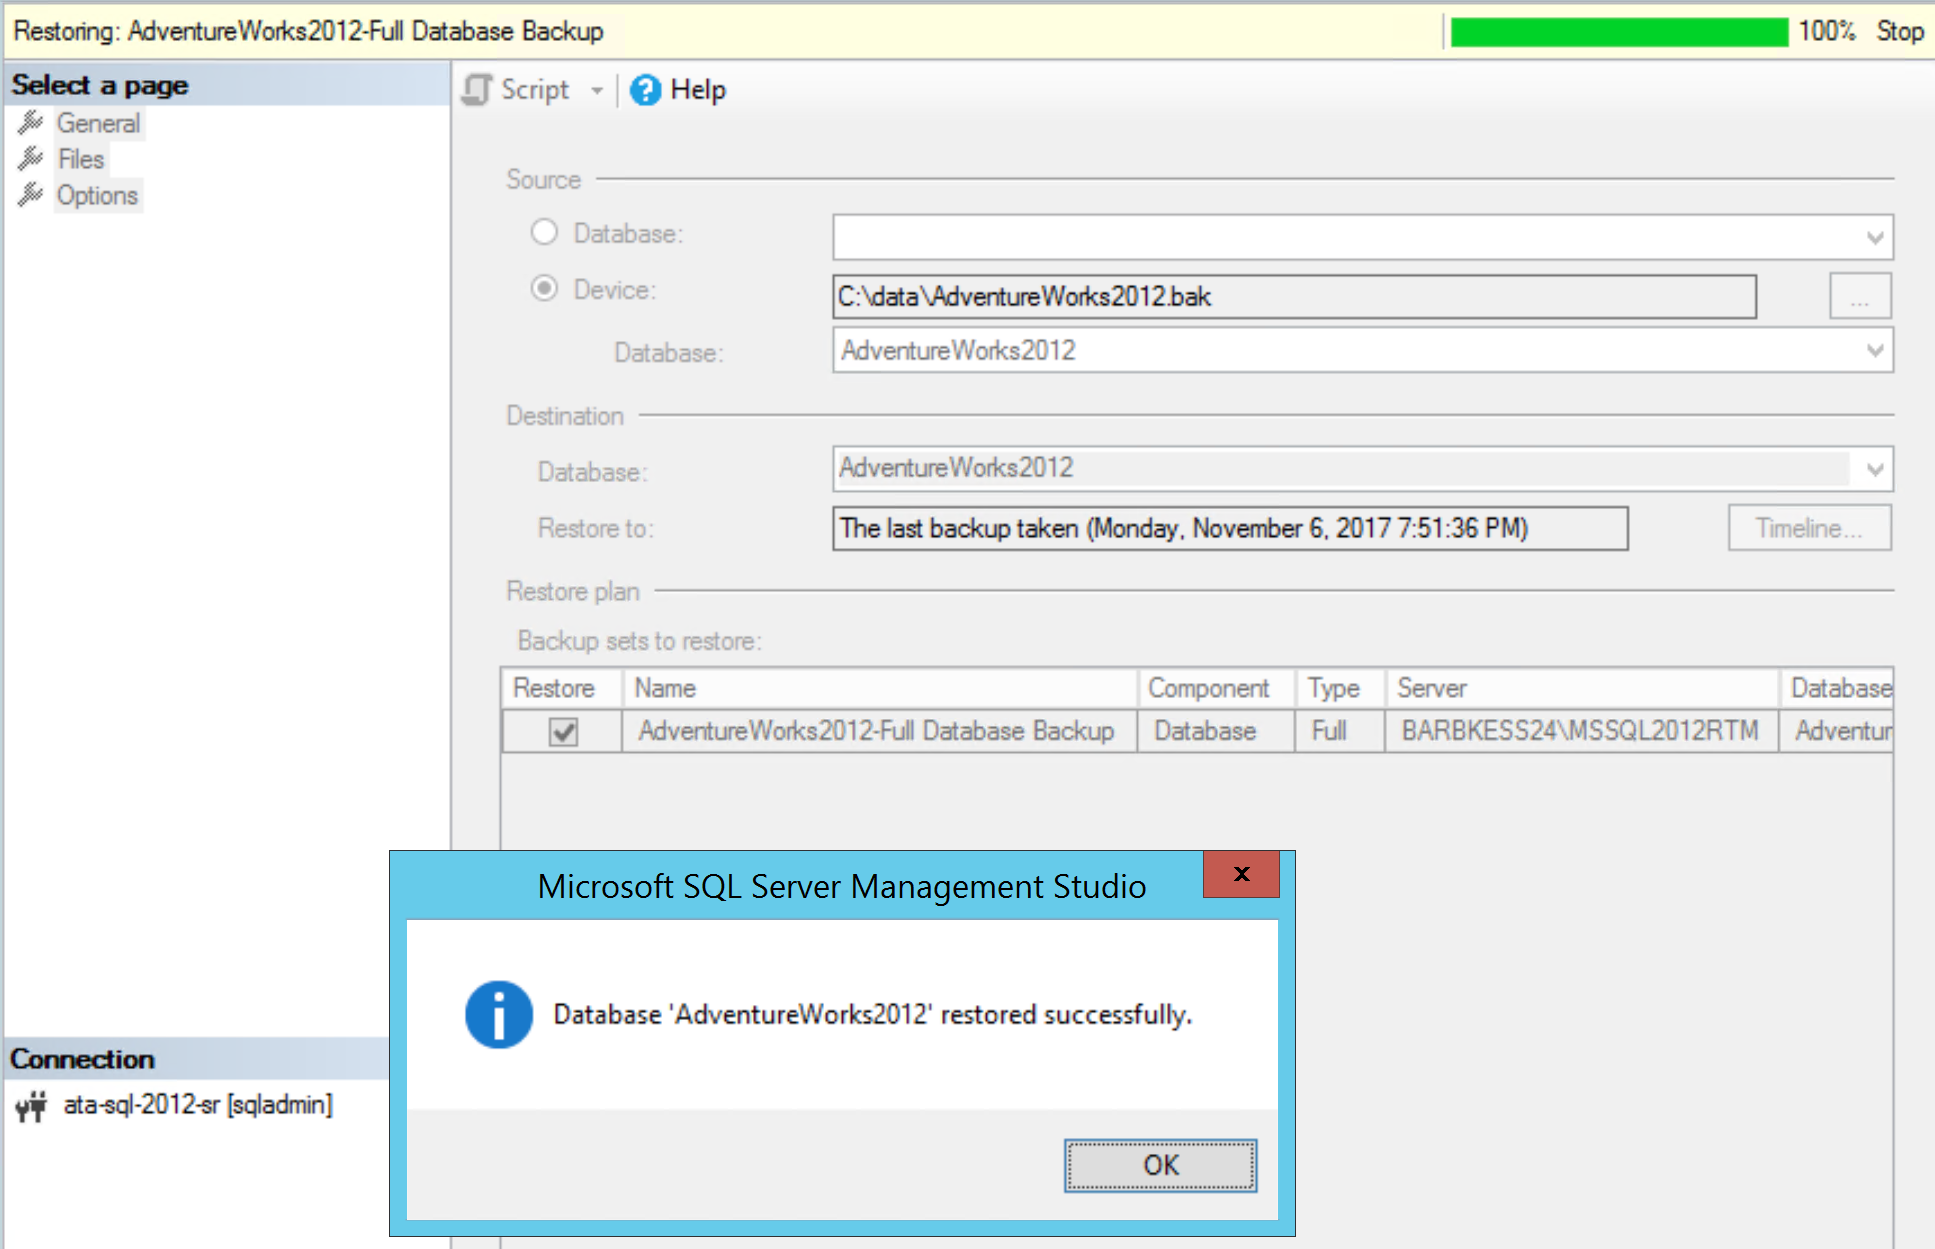 Restoring: AdventureWorks2012-Full Database Backup
100% Stop
Select a page
General
Files
Options
Script Help
Source
Database:
Device: C:\data\AdventureWorks2012.bak ...
Database: AdventureWorks2012
Destination
Database: AdventureWorks2012
Restore to: The last backup taken (Monday, November 6, 2017 7:51:36 PM) Timeline...
Restore plan
Backup sets to restore:
Restore Name Component Type Server Database
AdventureWorks2012-Full Database Backup Database Full BARBKESS24\MSSQL2012RTM Adventur
Microsoft SQL Server Management Studio
x
Database 'AdventureWorks2012' restored successfully.
OK
Connection
ata-sql-2012-sr [sqladmin]